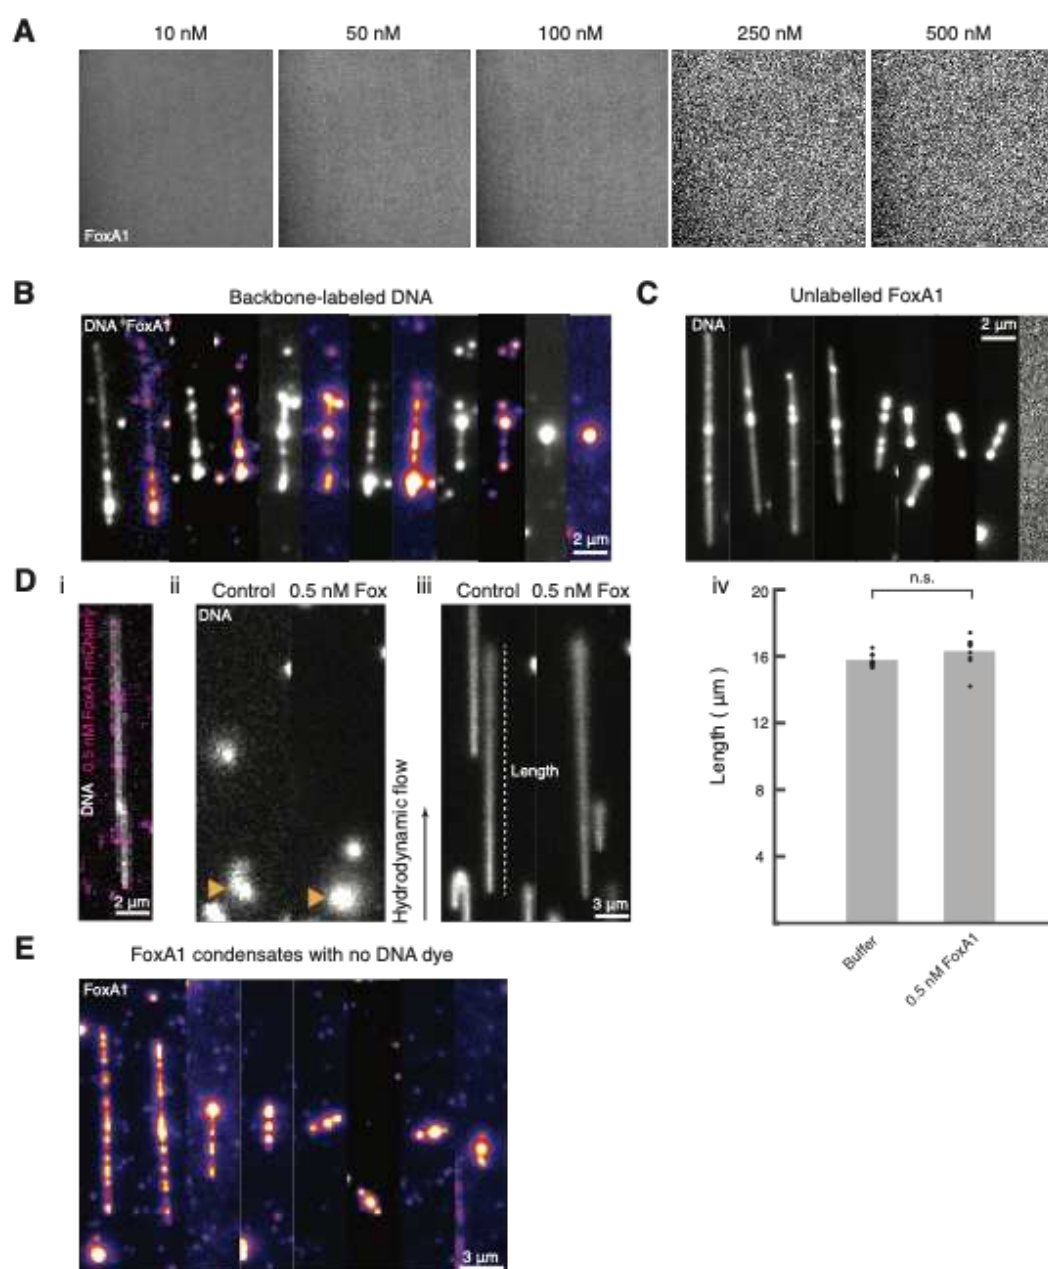 A
10 nM 50 nM 100 nM 250 nM 500 nM
FoxA1
B
Backbone-labeled DNA
DNA FoxA1
2 µm
C
Unlabelled FoxA1
DNA
2 µm
D
i
DNA 0.5 nM FoxA1-mCherry
2 µm
ii
Control 0.5 nM Fox
DNA
iii
Control 0.5 nM Fox
Hydrodynamic flow
Length
3 µm
iv
n.s.
Length ( µm )
20
16
12
8
4
Buffer
0.5 nM FoxA1
E
FoxA1 condensates with no DNA dye
FoxA1
3 µm